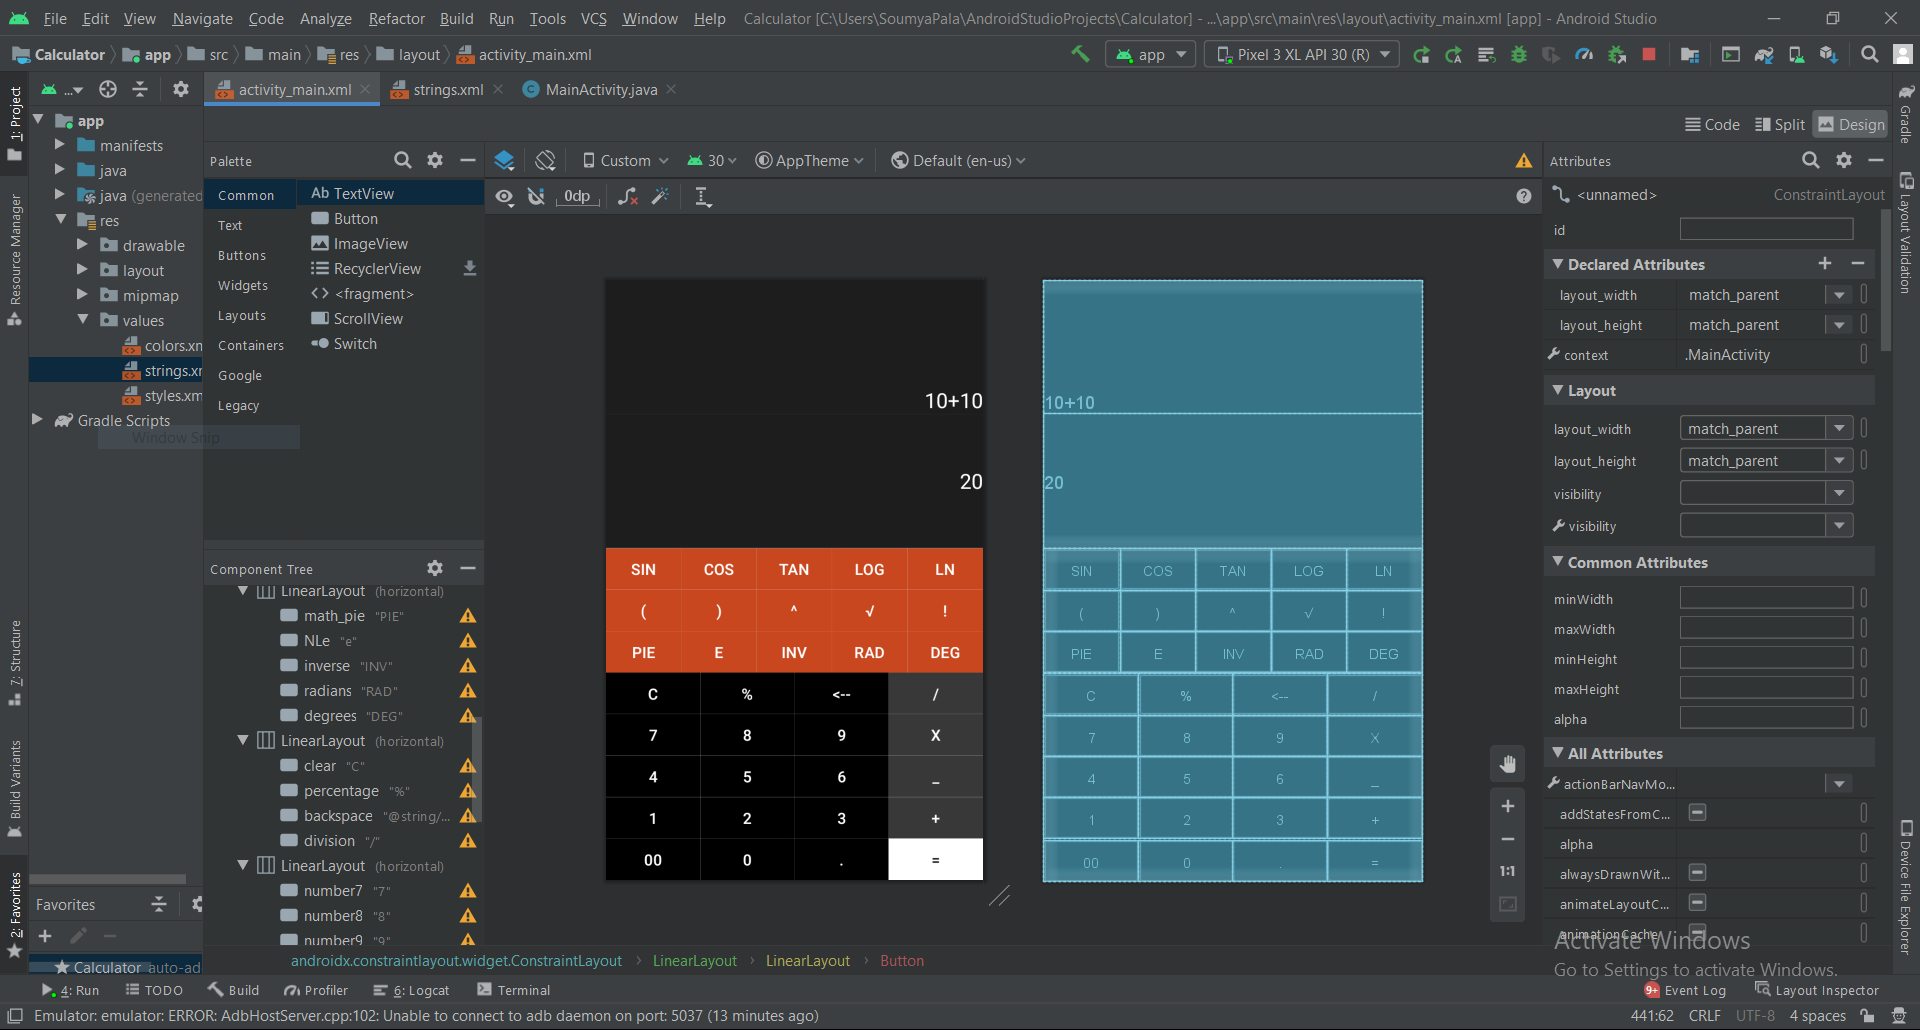 File Edit View Navigate Code Analyze Refactor Build Run Tools VCS Window Help Calculator [C:\Users\SoumyaPala\AndroidStudioProjects\Calculator] - ...\app\src\main\res\layout\activity_main.xml [app] - Android Studio
Calculator app src main res layout activity_main.xml app Pixel 3 XL API 30 (R)
1: Project
Resource Manager
7: Structure
Build Variants
2: Favorites
...
activity_main.xml strings.xml C MainActivity.java
Code Split Design
app
manifests
java
java (generated
res
drawable
layout
mipmap
values
colors.xm
strings.xm
styles.xm
Gradle Scripts
Window Snip
Favorites
Calculator auto-ad
Palette
Common
Text
Buttons
Widgets
Layouts
Containers
Google
Legacy
Ab TextView
Button
ImageView
RecyclerView
<> <fragment>
ScrollView
Switch
Component Tree
LinearLayout (horizontal)
math_pie "PIE"
NLe "e"
inverse "INV"
radians "RAD"
degrees "DEG"
LinearLayout (horizontal)
clear "C"
percentage "%"
backspace "@string/...
division "/"
LinearLayout (horizontal)
number7 "7"
number8 "8"
number9 "9"
Custom 30 AppTheme Default (en-us)
0dp
10+10
20
SIN COS TAN LOG LN
( ) ^ √ !
PIE E INV RAD DEG
C % <-- /
7 8 9 X
4 5 6 _
1 2 3 +
00 0 . =
10+10
20
SIN COS TAN LOG LN
( ) ^ √ !
PIE E INV RAD DEG
C % <-- /
7 8 9 X
4 5 6 _
1 2 3 +
00 0 . =
1:1
Attributes
<unnamed> ConstraintLayout
id
Declared Attributes
layout_width match_parent
layout_height match_parent
context .MainActivity
Layout
layout_width match_parent
layout_height match_parent
visibility
visibility
Common Attributes
minWidth
maxWidth
minHeight
maxHeight
alpha
All Attributes
actionBarNavMo...
addStatesFromC...
alpha
alwaysDrawnWit...
animateLayoutC...
animationCache
Activate Windows
Go to Settings to activate Windows.
Gradle
Layout Validation
Device File Explorer
androidx.constraintlayout.widget.ConstraintLayout LinearLayout LinearLayout Button
4: Run TODO Build Profiler 6: Logcat Terminal 9+ Event Log Layout Inspector
Emulator: emulator: ERROR: AdbHostServer.cpp:102: Unable to connect to adb daemon on port: 5037 (13 minutes ago) 441:62 CRLF UTF-8 4 spaces